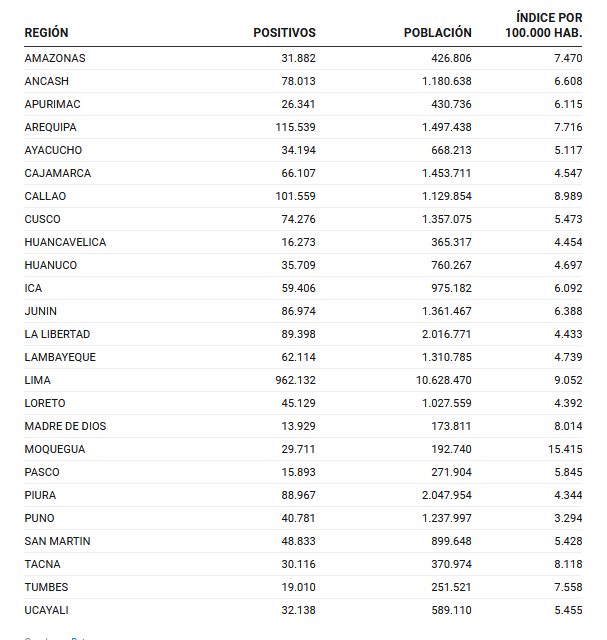 REGIÓN POSITIVOS POBLACIÓN ÍNDICE POR 100.000 HAB.
AMAZONAS 31.882 426.806 7.470
ANCASH 78.013 1.180.638 6.608
APURIMAC 26.341 430.736 6.115
AREQUIPA 115.539 1.497.438 7.716
AYACUCHO 34.194 668.213 5.117
CAJAMARCA 66.107 1.453.711 4.547
CALLAO 101.559 1.129.854 8.989
CUSCO 74.276 1.357.075 5.473
HUANCAVELICA 16.273 365.317 4.454
HUANUCO 35.709 760.267 4.697
ICA 59.406 975.182 6.092
JUNIN 86.974 1.361.467 6.388
LA LIBERTAD 89.398 2.016.771 4.433
LAMBAYEQUE 62.114 1.310.785 4.739
LIMA 962.132 10.628.470 9.052
LORETO 45.129 1.027.559 4.392
MADRE DE DIOS 13.929 173.811 8.014
MOQUEGUA 29.711 192.740 15.415
PASCO 15.893 271.904 5.845
PIURA 88.967 2.047.954 4.344
PUNO 40.781 1.237.997 3.294
SAN MARTIN 48.833 899.648 5.428
TACNA 30.116 370.974 8.118
TUMBES 19.010 251.521 7.558
UCAYALI 32.138 589.110 5.455